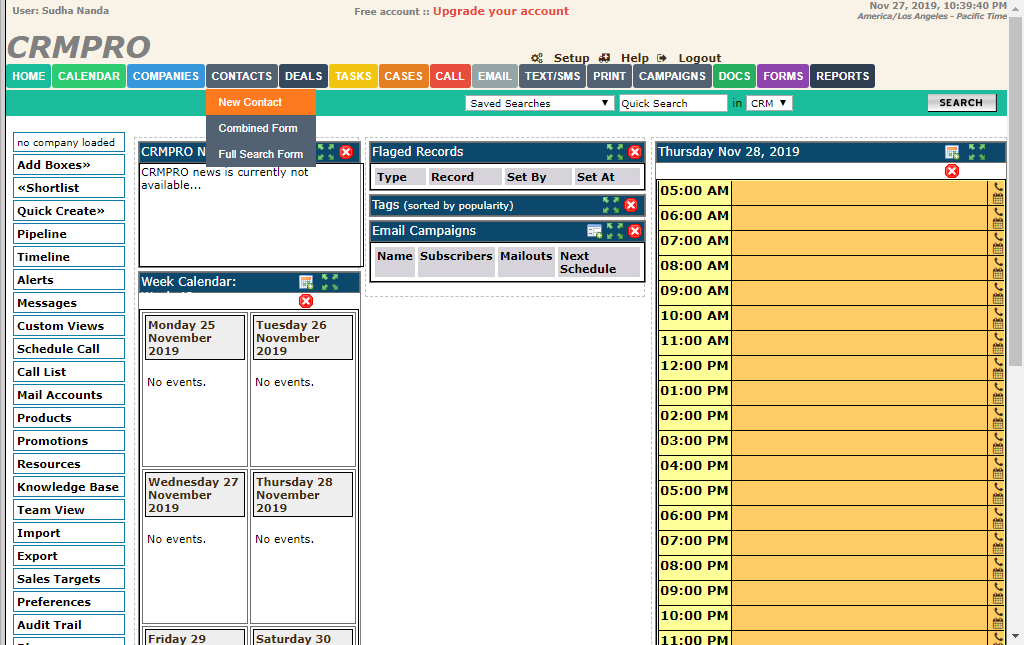 User: Sudha Nanda
Free account :: Upgrade your account
Nov 27, 2019, 10:39:40 PM
America/Los Angeles - Pacific Time
CRMPRO
Setup Help Logout
HOME CALENDAR COMPANIES CONTACTS DEALS TASKS CASES CALL EMAIL TEXT/SMS PRINT CAMPAIGNS DOCS FORMS REPORTS
New Contact
Combined Form
Full Search Form
Saved Searches Quick Search in CRM SEARCH
no company loaded
Add Boxes»
«Shortlist
Quick Create»
Pipeline
Timeline
Alerts
Messages
Custom Views
Schedule Call
Call List
Mail Accounts
Products
Promotions
Resources
Knowledge Base
Team View
Import
Export
Sales Targets
Preferences
Audit Trail
CRMPRO N
CRMPRO news is currently not
available...
Week Calendar:
Monday 25
November
2019
No events.
Tuesday 26
November
2019
No events.
Wednesday 27
November
2019
No events.
Thursday 28
November
2019
No events.
Friday 29
Saturday 30
Flaged Records
Type Record Set By Set At
Tags (sorted by popularity)
Email Campaigns
Name Subscribers Mailouts Next
Schedule
Thursday Nov 28, 2019
05:00 AM
06:00 AM
07:00 AM
08:00 AM
09:00 AM
10:00 AM
11:00 AM
12:00 PM
01:00 PM
02:00 PM
03:00 PM
04:00 PM
05:00 PM
06:00 PM
07:00 PM
08:00 PM
09:00 PM
10:00 PM
11:00 PM